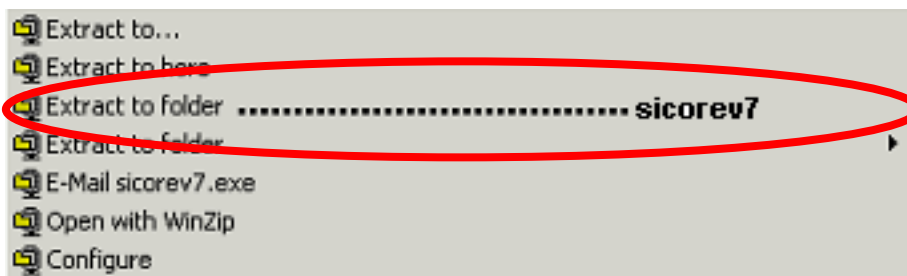 Extract to...
Extract to here
Extract to folder .................................. sicorev7
Extract to folder
E-Mail sicorev7.exe
Open with WinZip
Configure